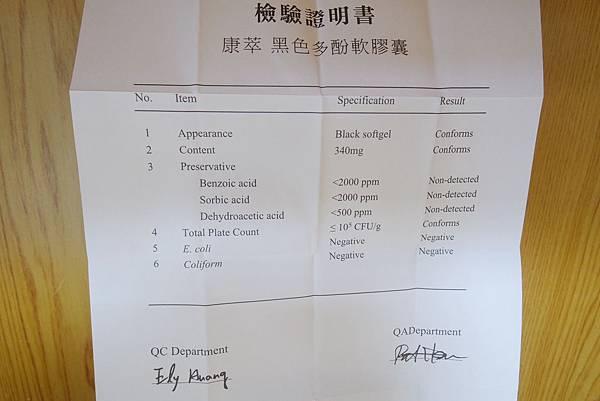 檢驗證明書
康萃 黑色多酚軟膠囊
No. Item Specification Result
1 Appearance Black softgel Conforms
2 Content 340mg Conforms
3 Preservative
Benzoic acid <2000 ppm Non-detected
Sorbic acid <2000 ppm Non-detected
Dehydroacetic acid <500 ppm Non-detected
4 Total Plate Count ≤ 10⁵ CFU/g Conforms
5 E. coli Negative Negative
6 Coliform Negative Negative
QADepartment
QC Department